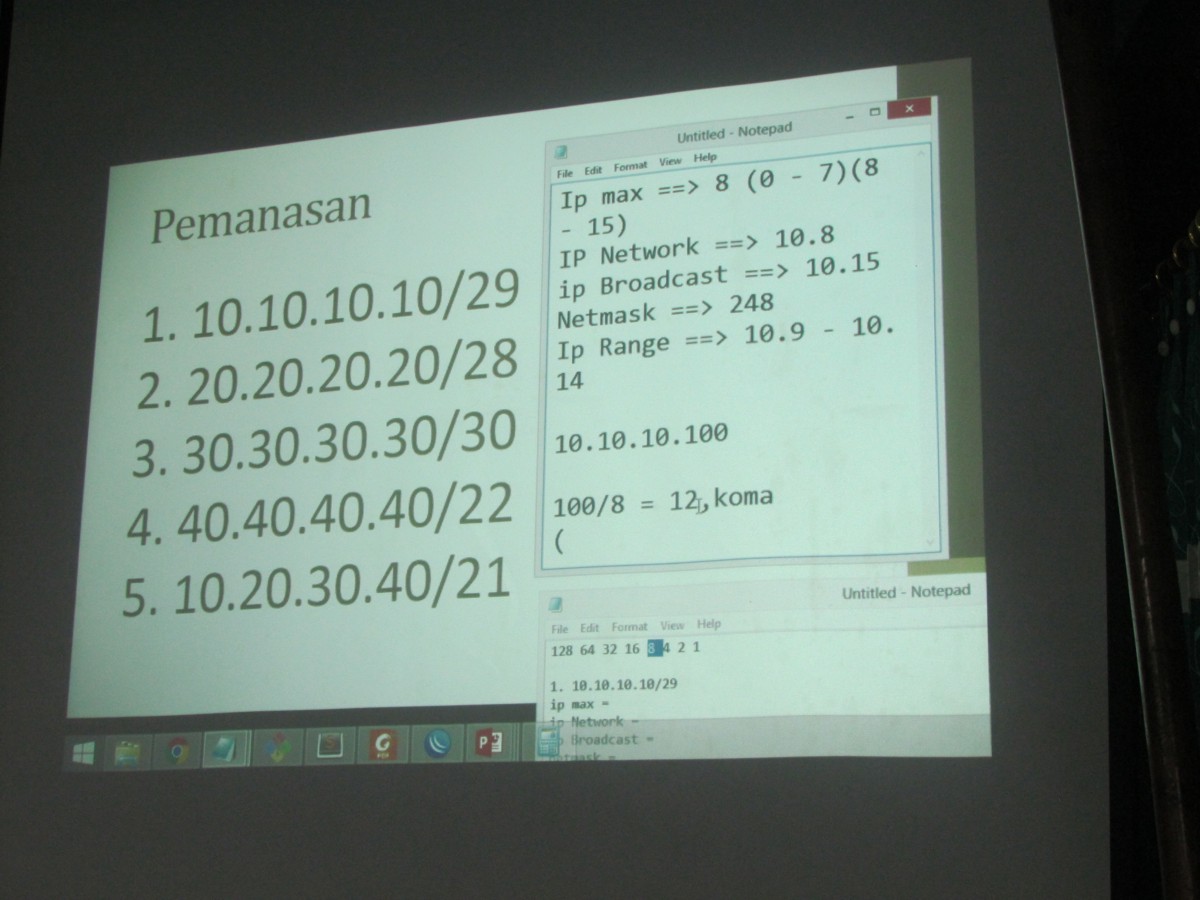 Pemanasan
1. 10.10.10.10/29
2. 20.20.20.20/28
3. 30.30.30.30/30
4. 40.40.40.40/22
5. 10.20.30.40/21
Untitled - Notepad
File Edit Format View Help
Ip max ==> 8 (0 - 7)(8
- 15)
IP Network ==> 10.8
ip Broadcast ==> 10.15
Netmask ==> 248
Ip Range ==> 10.9 - 10.
14
10.10.10.100
100/8 = 12,koma
(
Untitled - Notepad
File Edit Format View Help
128 64 32 16 8 4 2 1
1. 10.10.10.10/29
ip max =
ip Network =
ip Broadcast =
Netmask =